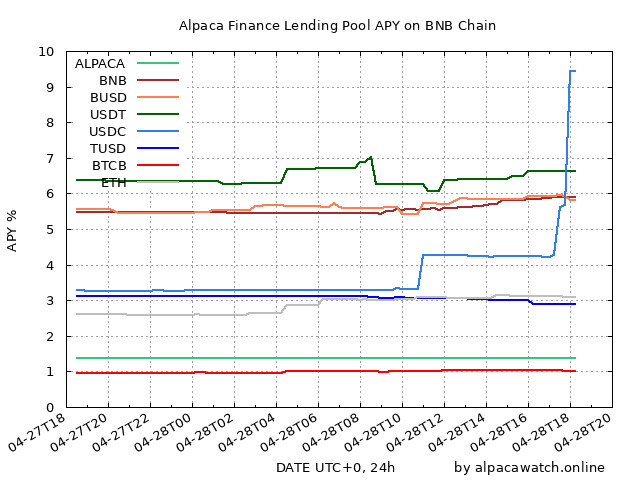 Alpaca Finance Lending Pool APY on BNB Chain
10
9
8
7
6
5
4
3
2
1
0
APY %
ALPACA
BNB
BUSD
USDT
USDC
TUSD
BTCB
ETH
04-27T18
04-27T20
04-27T22
04-28T00
04-28T02
04-28T04
04-28T06
04-28T08
04-28T10
04-28T12
04-28T14
04-28T16
04-28T18
04-28T20
DATE UTC+0, 24h
by alpacawatch.online